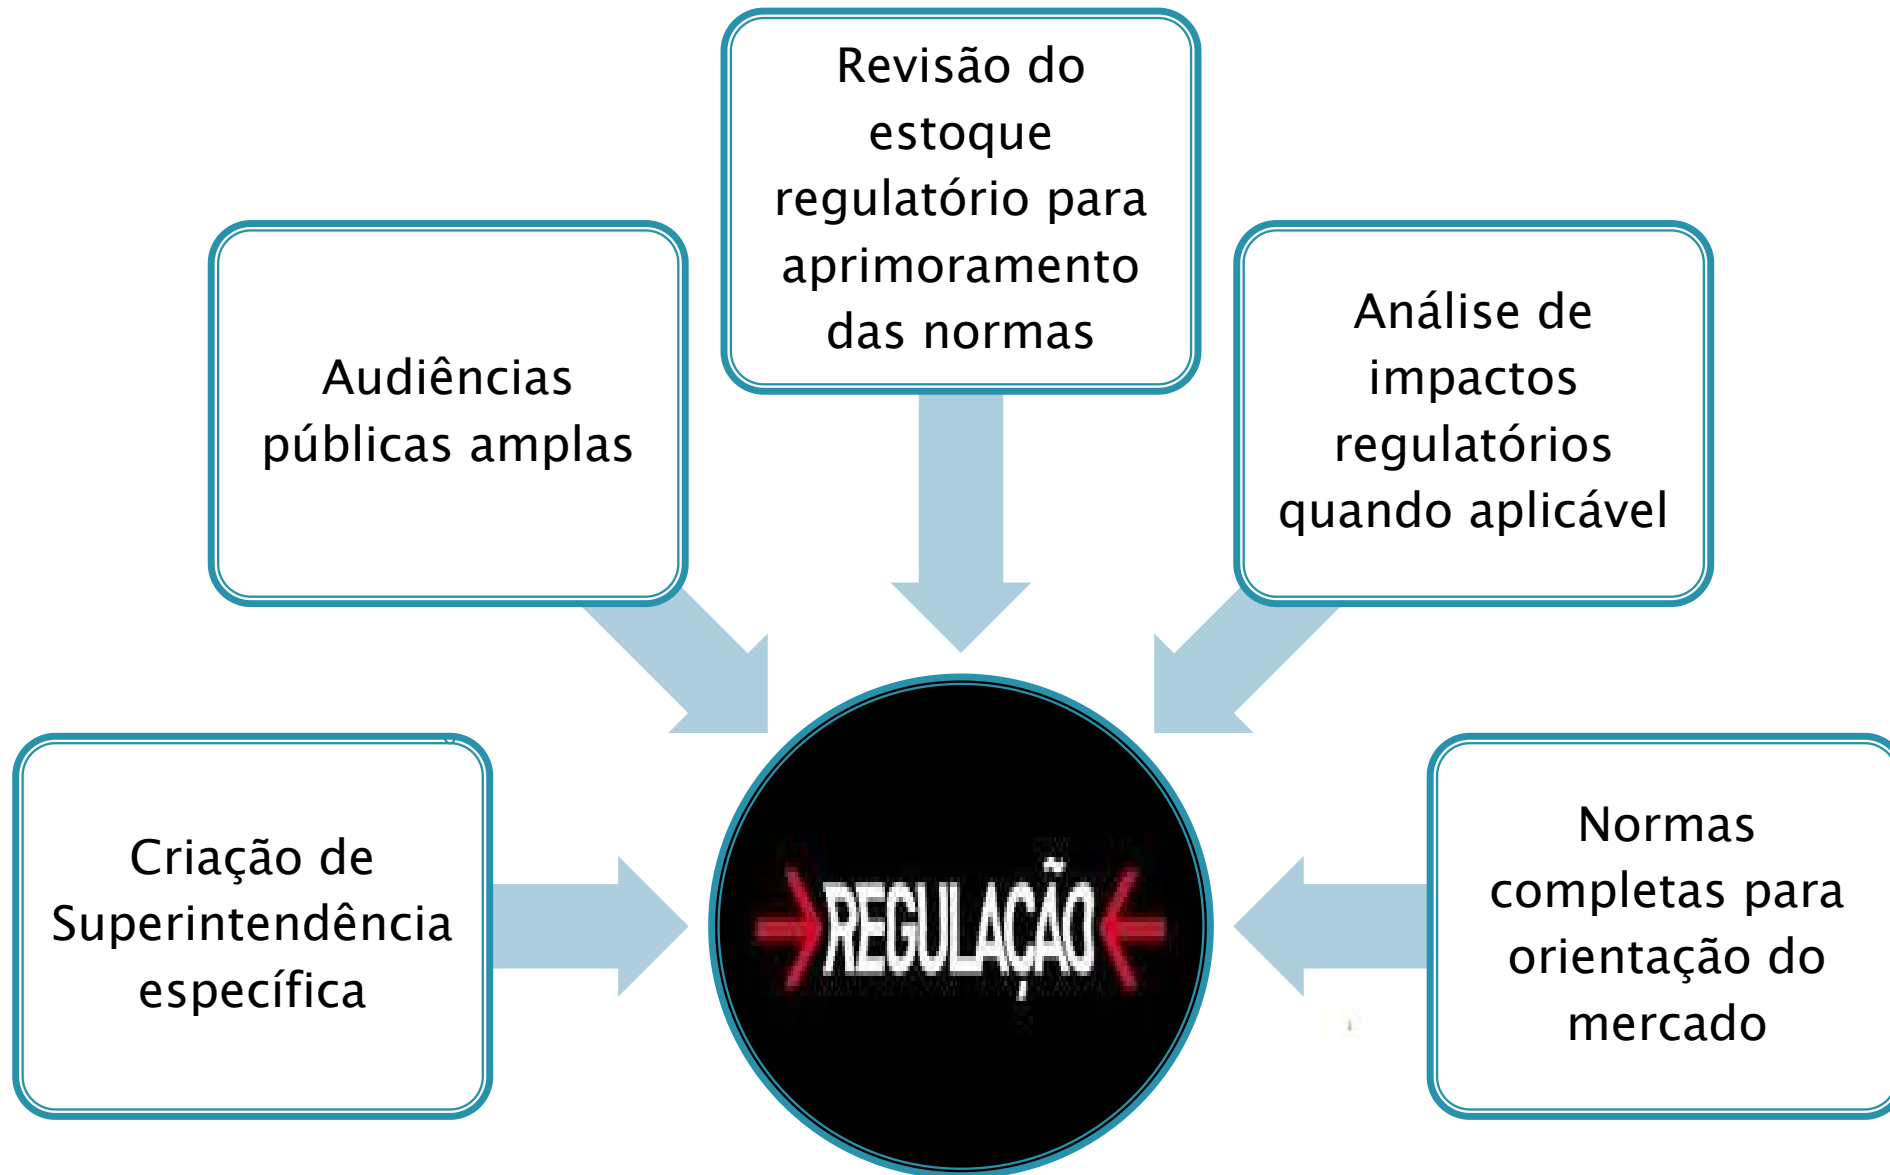 Revisão do
estoque
regulatório para
aprimoramento
das normas
Audiências
públicas amplas
Análise de
impactos
regulatórios
quando aplicável
Criação de
Superintendência
específica
REGULAÇÃO
Normas
completas para
orientação do
mercado